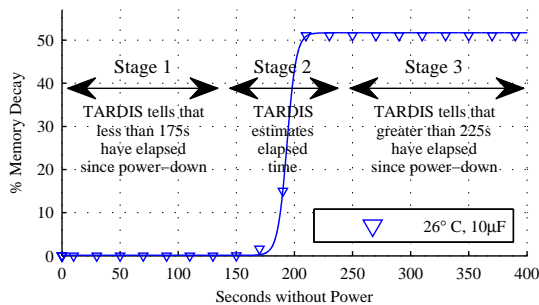 50
40
30
20
10
0
% Memory Decay
Stage 1
TARDIS tells that
less than 175s
have elapsed
since power−down
Stage 2
TARDIS
estimates
elapsed
time
Stage 3
TARDIS tells that
greater than 225s
have elapsed
since power−down
26° C, 10µF
0 50 100 150 200 250 300 350 400
Seconds without Power